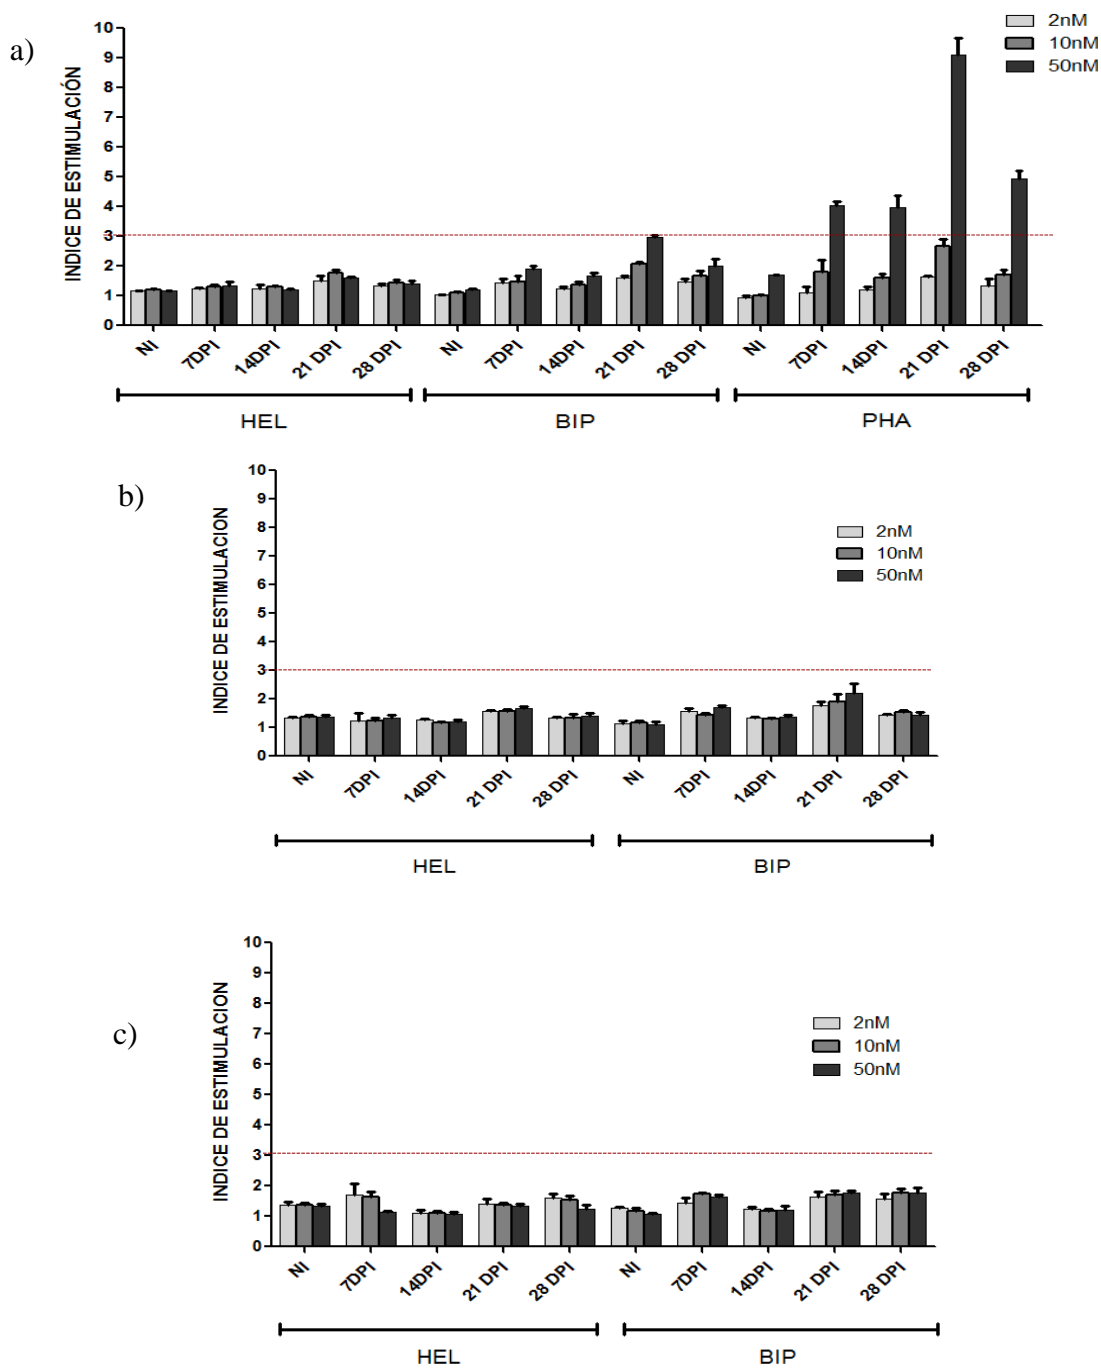 a)
INDICE DE ESTIMULACIÓN
10
9
8
7
6
5
4
3
2
1
0
2nM
10nM
50nM
NI
7DPI
14DPI
21 DPI
28 DPI
NI
7DPI
14DPI
21 DPI
28 DPI
NI
7DPI
14DPI
21 DPI
28 DPI
HEL
BIP
PHA
b)
INDICE DE ESTIMULACION
10
9
8
7
6
5
4
3
2
1
0
2nM
10nM
50nM
NI
7DPI
14DPI
21 DPI
28 DPI
NI
7DPI
14DPI
21 DPI
28 DPI
HEL
BIP
c)
INDICE DE ESTIMULACION
10
9
8
7
6
5
4
3
2
1
0
2nM
10nM
50nM
NI
7DPI
14DPI
21 DPI
28 DPI
NI
7DPI
14DPI
21 DPI
28 DPI
HEL
BIP